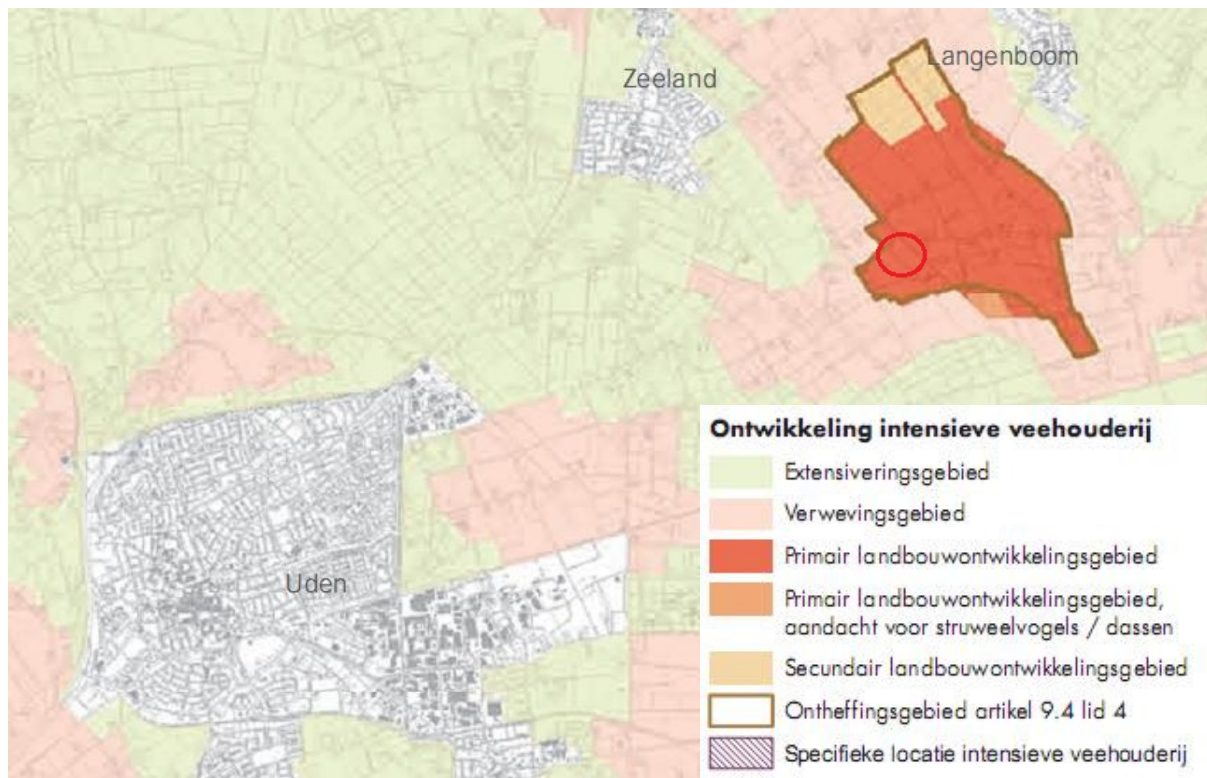 Langenboom
Zeeland
Uden
Ontwikkeling intensieve veehouderij
Extensiveringsgebied
Verwevingsgebied
Primair landbouwontwikkelingsgebied
Primair landbouwontwikkelingsgebied,
aandacht voor struweelvogels / dassen
Secundair landbouwontwikkelingsgebied
Ontheffingsgebied artikel 9.4 lid 4
Specifieke locatie intensieve veehouderij